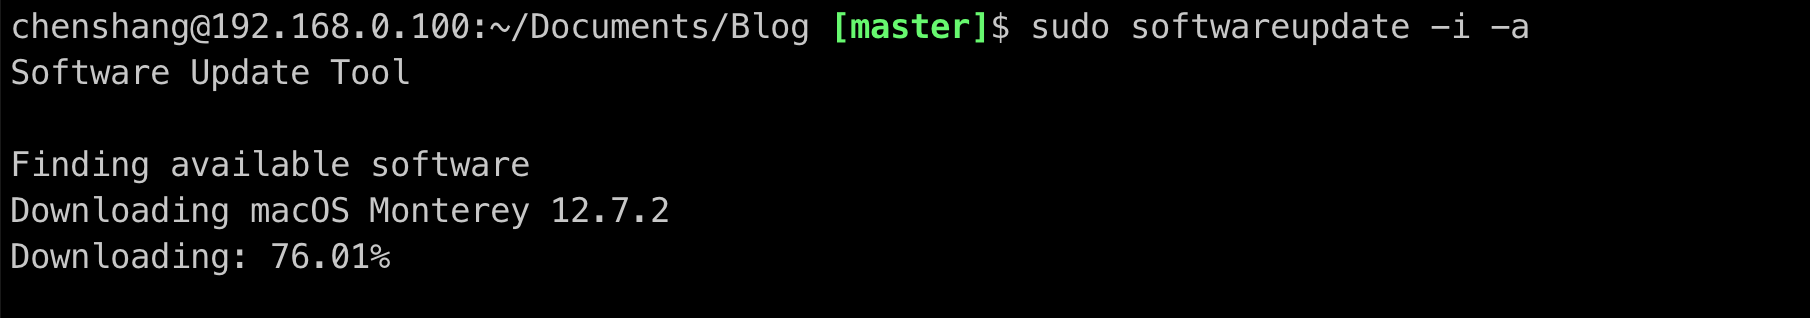 chenshang@192.168.0.100:~/Documents/Blog [master]$ sudo softwareupdate -i -a
Software Update Tool
Finding available software
Downloading macOS Monterey 12.7.2
Downloading: 76.01%